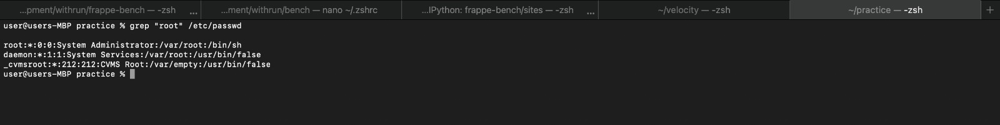 ...pment/withrun/frappe-bench — -zsh ...
...ment/withrun/bench — nano ~/.zshrc
...IPython: frappe-bench/sites — -zsh ...
~/velocity — -zsh
~/practice — -zsh +
user@users-MBP practice % grep "root" /etc/passwd
root:*:0:0:System Administrator:/var/root:/bin/sh
daemon:*:1:1:System Services:/var/root:/usr/bin/false
_cvmsroot:*:212:212:CVMS Root:/var/empty:/usr/bin/false
user@users-MBP practice %